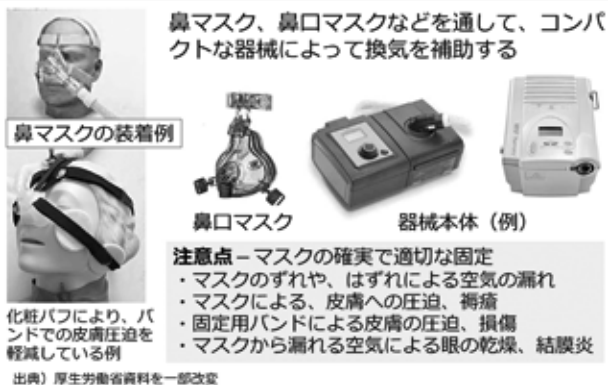 鼻マスク、鼻口マスクなどを通して、コンパ
クトな器械によって換気を補助する
鼻マスクの装着例
鼻口マスク
器械本体（例）
注意点 – マスクの確実で適切な固定
・マスクのずれや、はずれによる空気の漏れ
・マスクによる、皮膚への圧迫、褥瘡
・固定用バンドによる皮膚の圧迫、損傷
・マスクから漏れる空気による眼の乾燥、結膜炎
化粧パフにより、バ
ンドでの皮膚圧迫を
軽減している例
出典）厚生労働省資料を一部改変